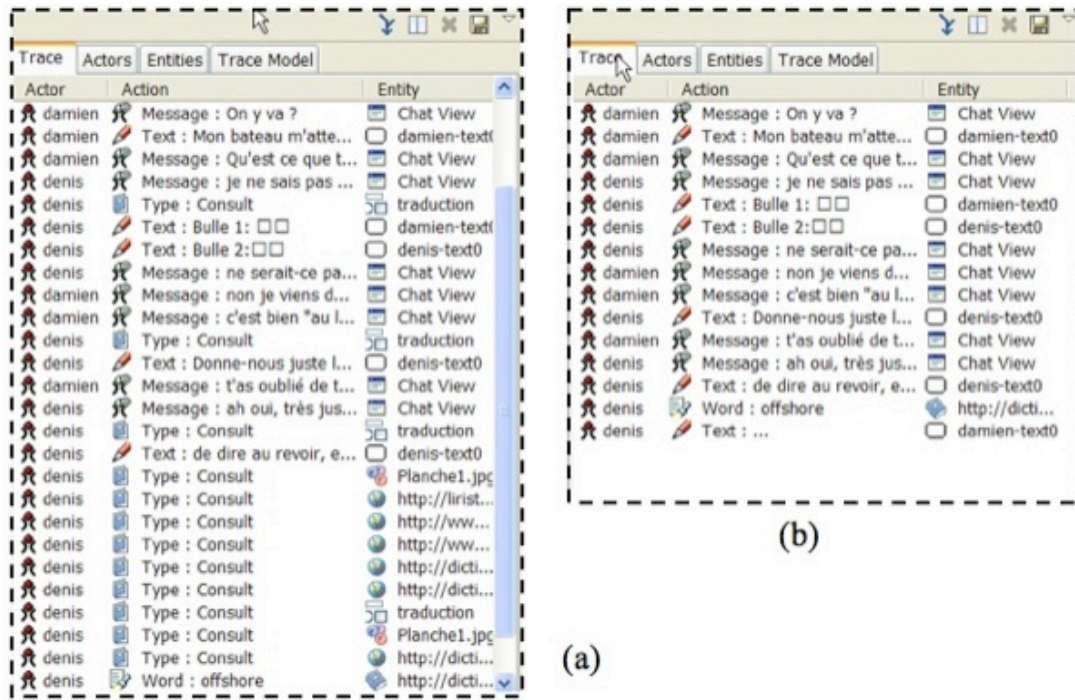 Trace Actors Entities Trace Model
Actor Action Entity
damien Message : On y va ? Chat View
damien Text : Mon bateau m'atte... damien-text0
damien Message : Qu'est ce que t... Chat View
denis Message : je ne sais pas ... Chat View
denis Type : Consult traduction
denis Text : Bulle 1: □□ damien-text0
denis Text : Bulle 2:□□ denis-text0
denis Message : ne serait-ce pa... Chat View
damien Message : non je viens d... Chat View
damien Message : c'est bien "au l... Chat View
denis Type : Consult traduction
denis Text : Donne-nous juste l... denis-text0
damien Message : t'as oublié de t... Chat View
denis Message : ah oui, très jus... Chat View
denis Type : Consult traduction
denis Text : de dire au revoir, e... denis-text0
denis Type : Consult Planche1.jpg
denis Type : Consult http://lirist...
denis Type : Consult http://ww...
denis Type : Consult http://ww...
denis Type : Consult http://dicti...
denis Type : Consult http://dicti...
denis Type : Consult traduction
denis Type : Consult Planche1.jpg
denis Type : Consult http://dicti...
denis Word : offshore http://dicti...
(a)
Trace Actors Entities Trace Model
Actor Action Entity
damien Message : On y va ? Chat View
damien Text : Mon bateau m'atte... damien-text0
damien Message : Qu'est ce que t... Chat View
denis Message : je ne sais pas ... Chat View
denis Text : Bulle 1: □□ damien-text0
denis Text : Bulle 2:□□ denis-text0
denis Message : ne serait-ce pa... Chat View
damien Message : non je viens d... Chat View
damien Message : c'est bien "au l... Chat View
denis Text : Donne-nous juste l... denis-text0
damien Message : t'as oublié de t... Chat View
denis Message : ah oui, très jus... Chat View
denis Text : de dire au revoir, e... denis-text0
denis Word : offshore http://dicti...
denis Text : ... damien-text0
(b)